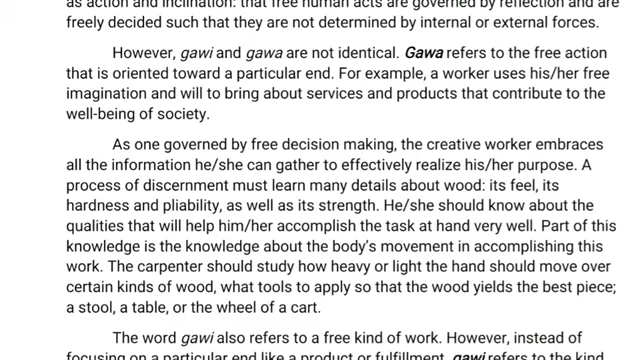 as action and inclination: that free human acts are governed by reflection and are
freely decided such that they are not determined by internal or external forces.
However, gawi and gawa are not identical. Gawa refers to the free action
that is oriented toward a particular end. For example, a worker uses his/her free
imagination and will to bring about services and products that contribute to the
well-being of society.
As one governed by free decision making, the creative worker embraces
all the information he/she can gather to effectively realize his/her purpose. A
process of discernment must learn many details about wood: its feel, its
hardness and pliability, as well as its strength. He/she should know about the
qualities that will help him/her accomplish the task at hand very well. Part of this
knowledge is the knowledge about the body's movement in accomplishing this
work. The carpenter should study how heavy or light the hand should move over
certain kinds of wood, what tools to apply so that the wood yields the best piece;
a stool, a table, or the wheel of a cart.
The word gawi also refers to a free kind of work. However, instead of
focusing on a particular end like a product or fulfillment, gawi refers to the kind